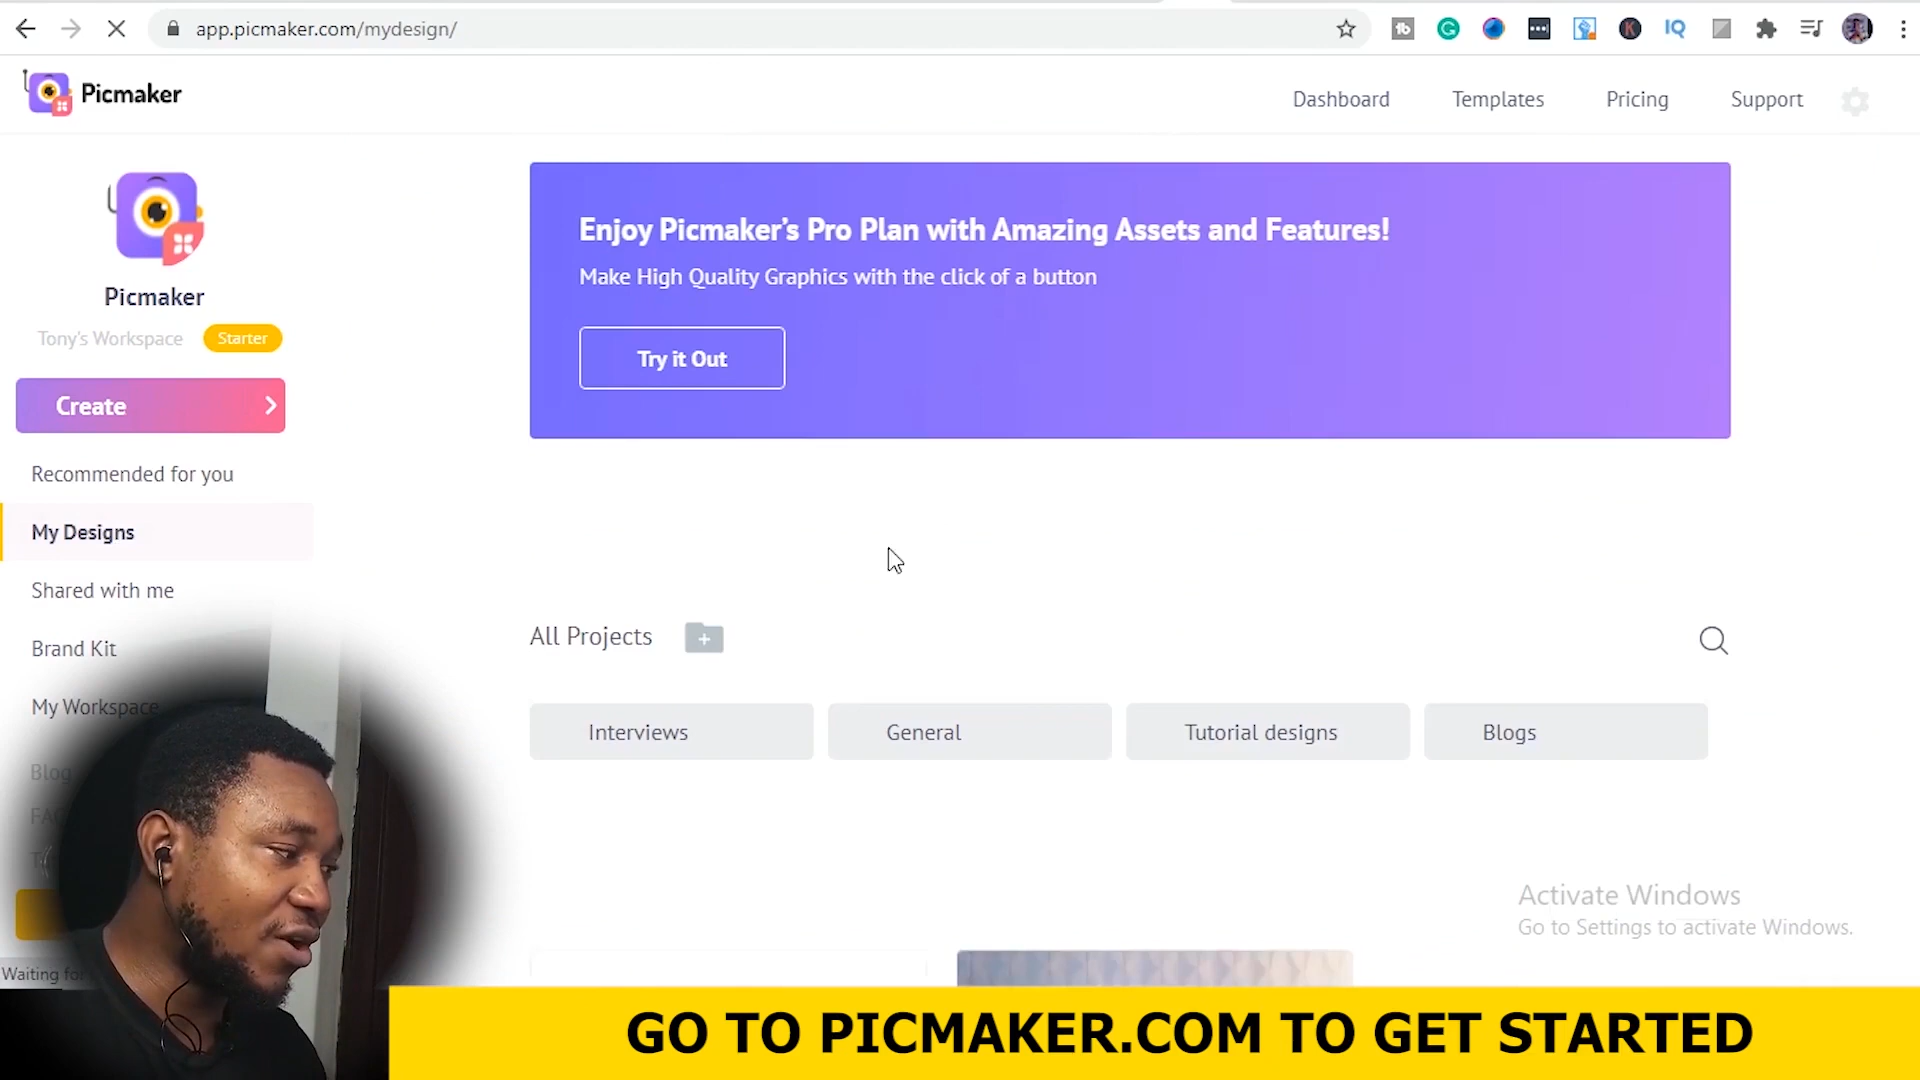 app.picmaker.com/mydesign/
Picmaker
Dashboard
Templates
Pricing
Support
Picmaker
Tony's Workspace
Starter
Create
Recommended for you
My Designs
Shared with me
Brand Kit
My Workspace
Blog
Enjoy Picmaker's Pro Plan with Amazing Assets and Features!
Make High Quality Graphics with the click of a button
Try it Out
All Projects
Interviews
General
Tutorial designs
Blogs
Activate Windows
Go to Settings to activate Windows.
Waiting for
GO TO PICMAKER.COM TO GET STARTED